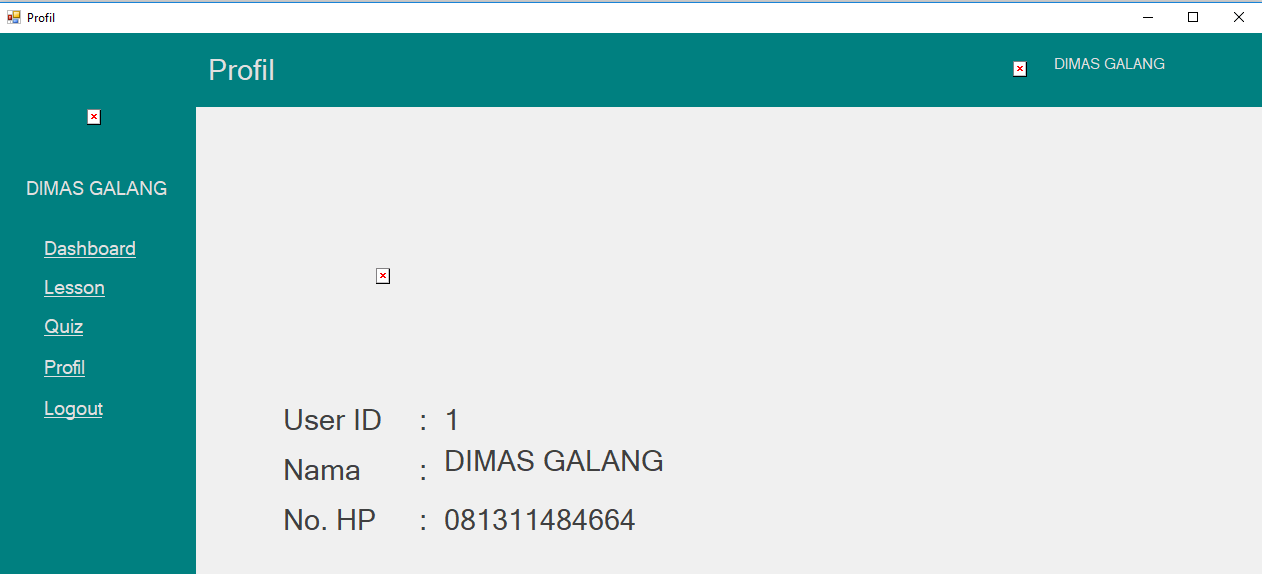 Profil
Profil
DIMAS GALANG
DIMAS GALANG
Dashboard
Lesson
Quiz
Profil
Logout
User ID : 1
Nama : DIMAS GALANG
No. HP : 081311484664